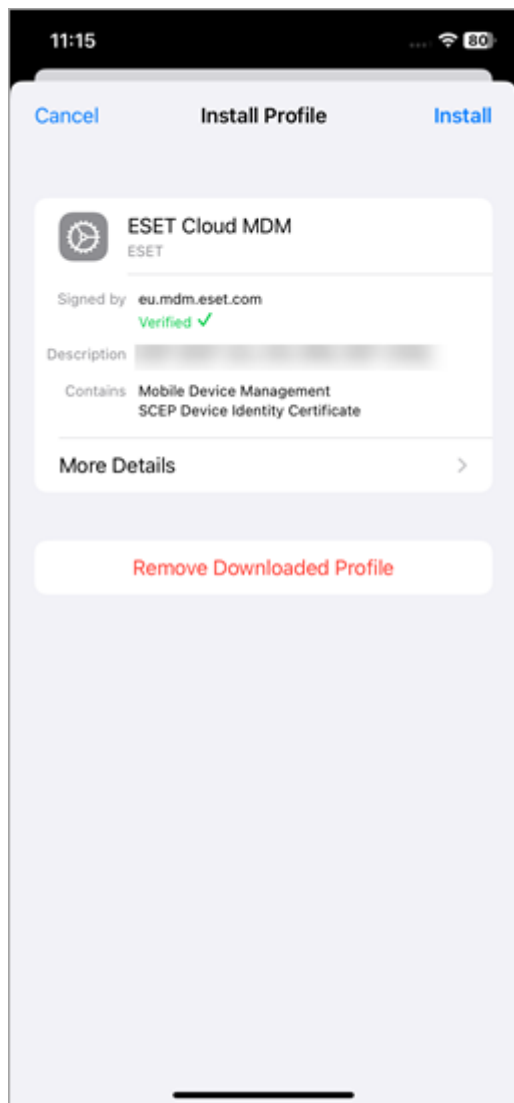 11:15
80
Cancel Install Profile Install
ESET Cloud MDM
ESET
Signed by eu.mdm.eset.com
Verified
Description
Contains Mobile Device Management
SCEP Device Identity Certificate
More Details
Remove Downloaded Profile